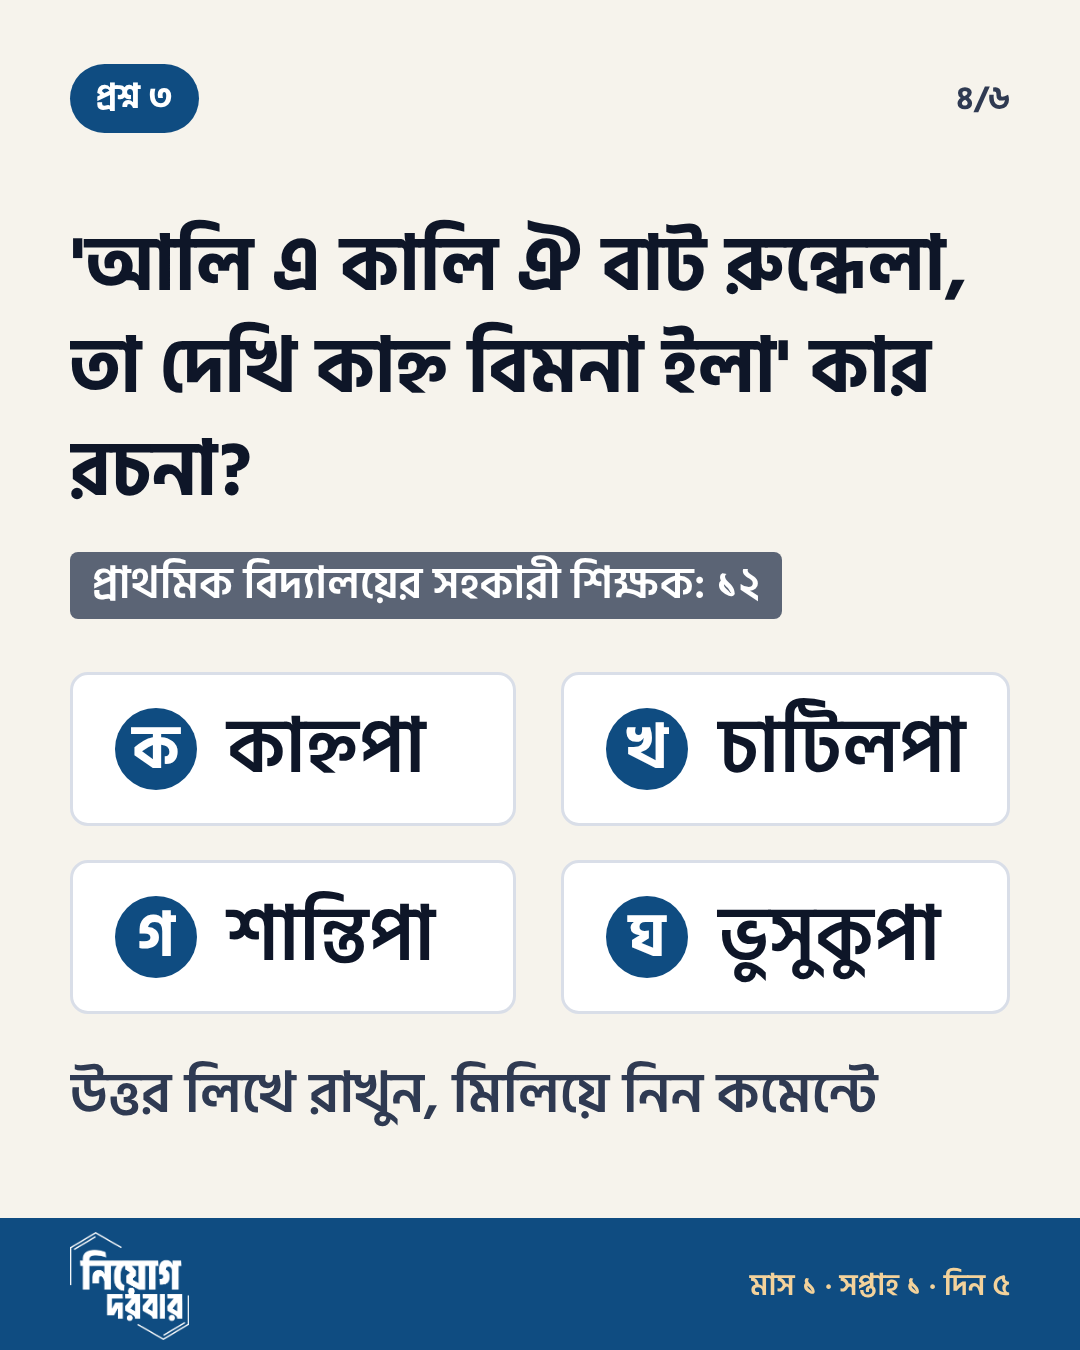 প্রশ্ন ৩
৪/৬
'আলি এ কালি ঐ বাট রুন্ধেলা,
তা দেখি কাহ্ন বিমনা ইলা' কার
রচনা?
প্রাথমিক বিদ্যালয়ের সহকারী শিক্ষক: ১২
ক কাহ্নপা
খ চাটিলপা
গ শান্তিপা
ঘ ভুসুকুপা
উত্তর লিখে রাখুন, মিলিয়ে নিন কমেন্টে
নিয়োগ
দরবার
মাস ১ · সপ্তাহ ১ · দিন ৫